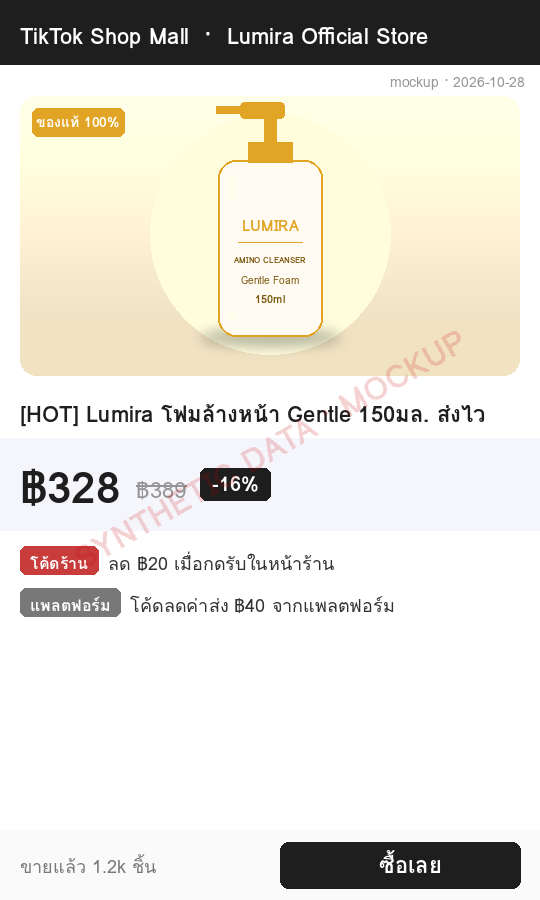 TikTok Shop Mall · Lumira Official Store
mockup · 2026-10-28
ของแท้ 100%
LUMIRA
AMINO CLEANSER
Gentle Foam
150ml
[HOT] Lumira โฟมล้างหน้า Gentle 150มล. ส่งไว
฿328 ฿389 -16%
โค้ดร้าน ลด ฿20 เมื่อกดรับในหน้าร้าน
แพลตฟอร์ม โค้ดลดค่าส่ง ฿40 จากแพลตฟอร์ม
SYNTHETIC DATA · MOCKUP
ขายแล้ว 1.2k ชิ้น
ซื้อเลย